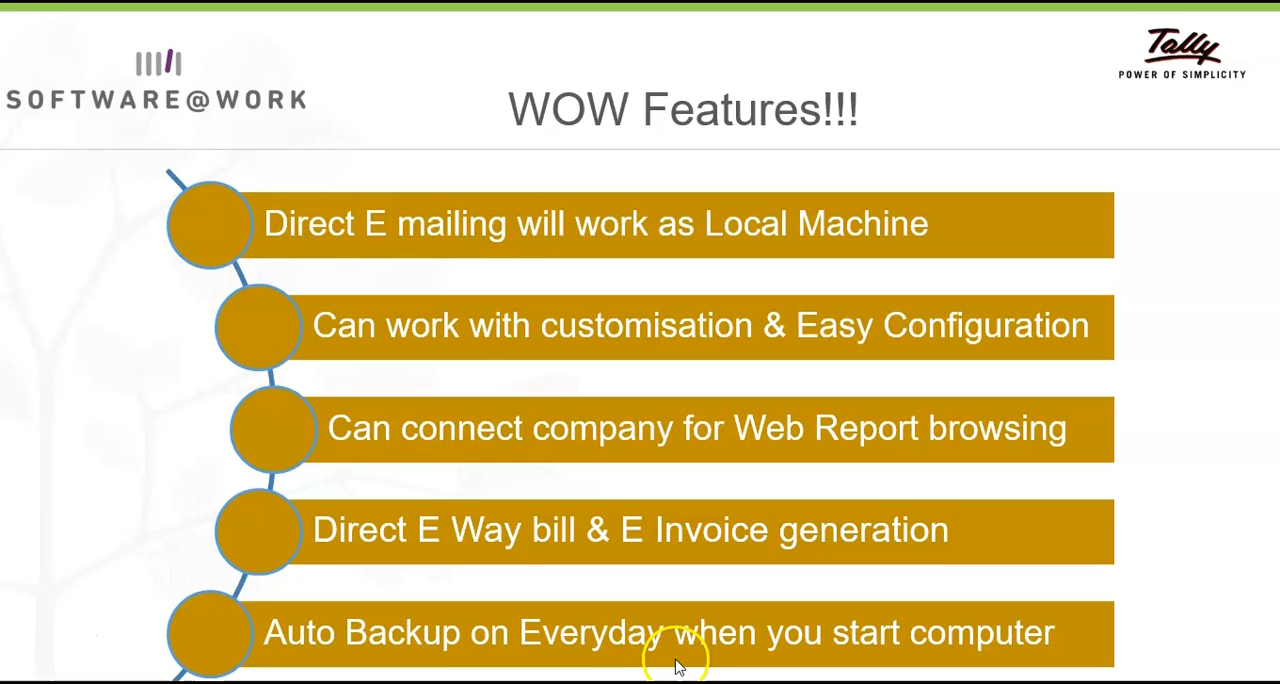 SOFTWARE@WORK
Tally
POWER OF SIMPLICITY
WOW Features!!!
Direct E mailing will work as Local Machine
Can work with customisation & Easy Configuration
Can connect company for Web Report browsing
Direct E Way bill & E Invoice generation
Auto Backup on Everyday when you start computer